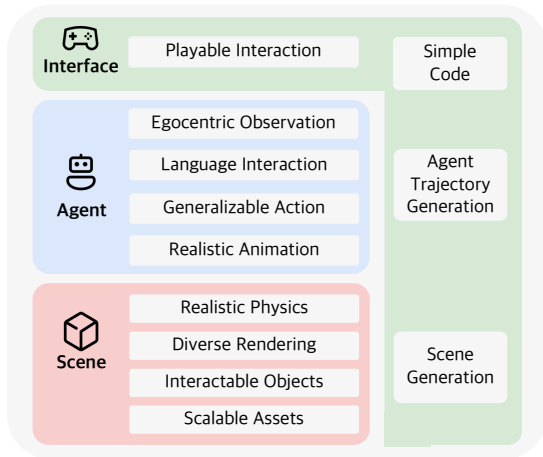 Interface
Playable Interaction
Simple
Code
Agent
Egocentric Observation
Language Interaction
Generalizable Action
Realistic Animation
Agent
Trajectory
Generation
Scene
Realistic Physics
Diverse Rendering
Interactable Objects
Scalable Assets
Scene
Generation